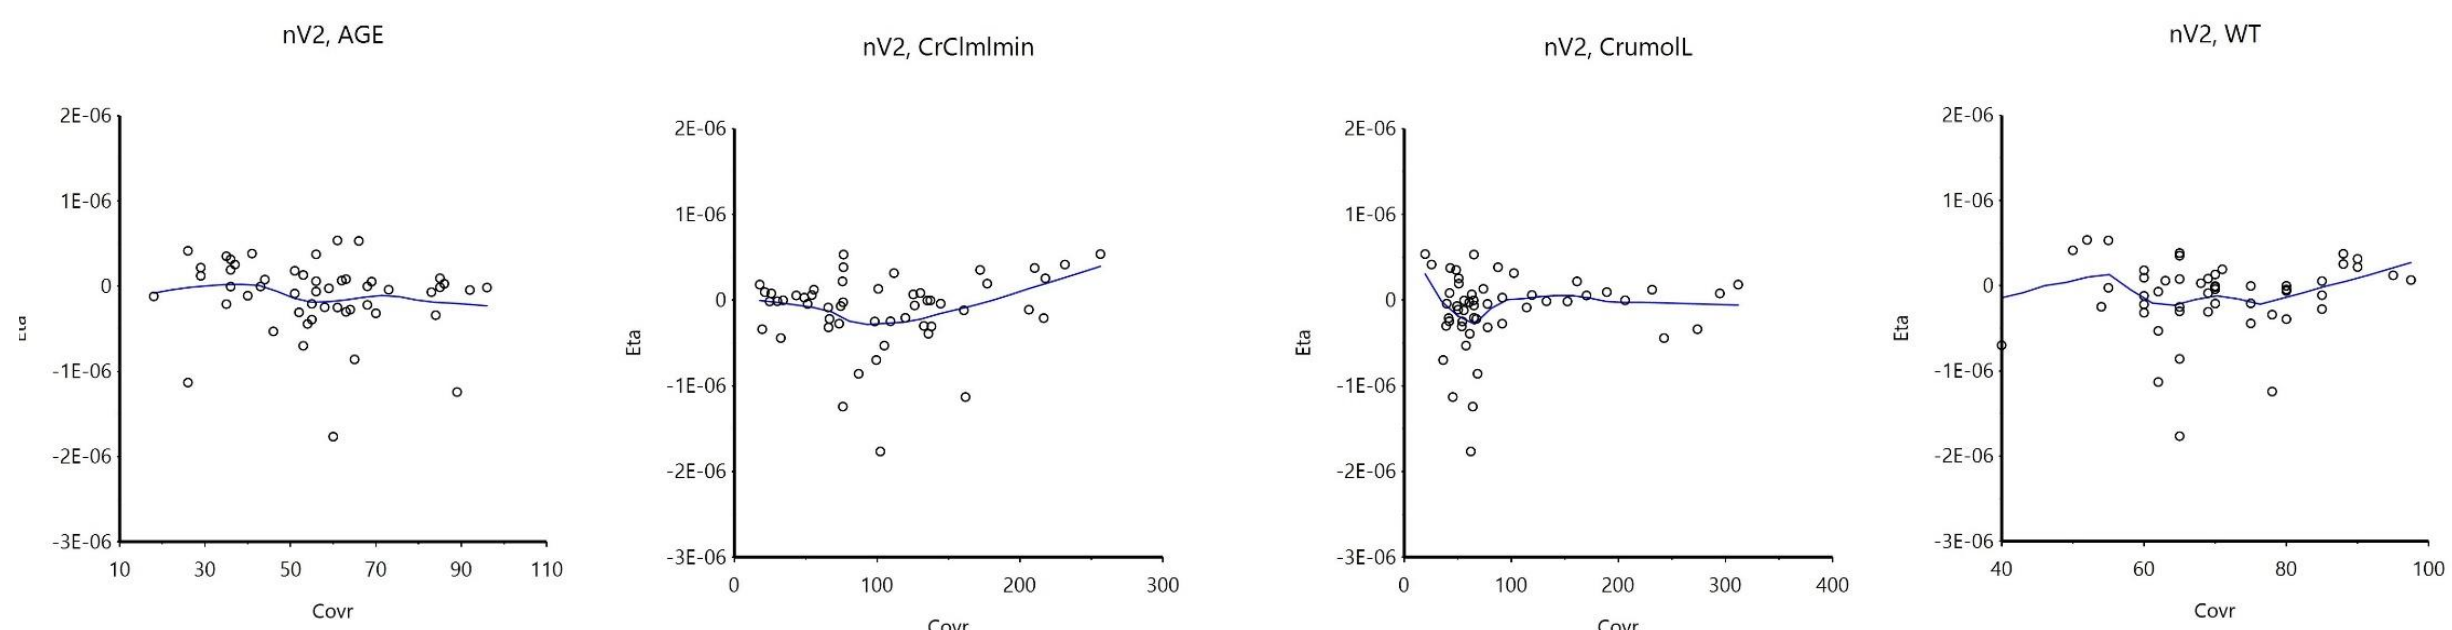 nV2, AGE
2E-06
1E-06
0
-1E-06
-2E-06
-3E-06
10 30 50 70 90 110
Covr
nV2, CrClmlmin
2E-06
1E-06
0
-1E-06
-2E-06
-3E-06
Eta
0 100 200 300
Covr
nV2, CrumolL
2E-06
1E-06
0
-1E-06
-2E-06
-3E-06
Eta
0 100 200 300 400
Covr
nV2, WT
2E-06
1E-06
0
-1E-06
-2E-06
-3E-06
Eta
40 60 80 100
Covr